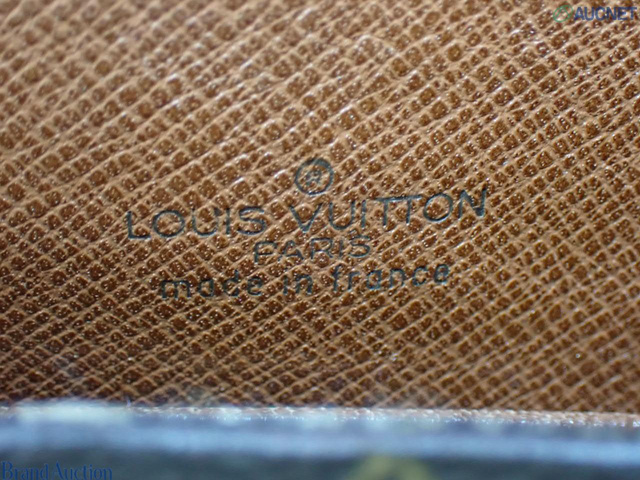 AUCNET
®
LOUIS VUITTON
PARIS
made in france
Brand Auction